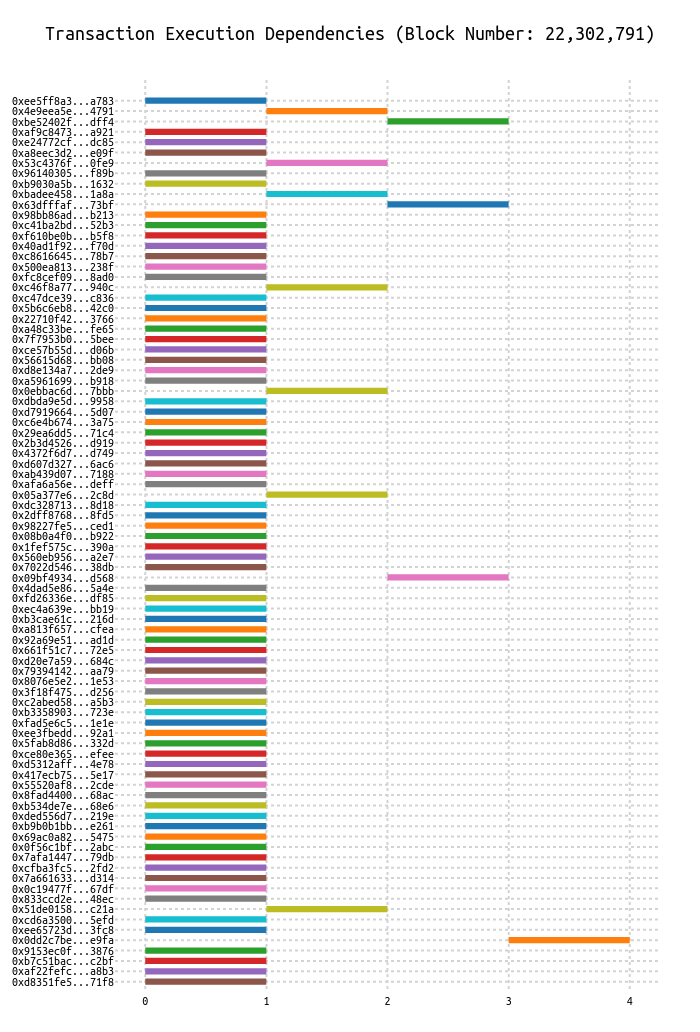 Transaction Execution Dependencies (Block Number: 22,302,791)
0xee5ff8a3...a783
0x4e9eea5e...4791
0xbe52402f...dff4
0xaf9c8473...a921
0xe24772cf...dc85
0xa8eec3d2...e09f
0x53c4376f...0fe9
0x96140305...f89b
0xb9030a5b...1632
0xbadee458...1a8a
0x63dfffaf...73bf
0x98bb86ad...b213
0xc41ba2bd...52b3
0xf610be0b...b5f8
0x40ad1f92...f70d
0xc8616645...78b7
0x500ea813...238f
0xfc8cef09...8ad0
0xc46f8a77...940c
0xc47dce39...c836
0x5b6c6eb8...42c0
0x22710f42...3766
0xa48c33be...fe65
0x7f7953b0...5bee
0xce57b55d...d06b
0x56615d68...bb08
0xd8e134a7...2de9
0xa5961699...b918
0x0ebbac6d...7bbb
0xdbda9e5d...9958
0xd7919664...5d07
0xc6e4b674...3a75
0x29ea6dd5...71c4
0x2b3d4526...d919
0x4372f6d7...d749
0xd607d327...6ac6
0xab439d07...7188
0xafa6a56e...deff
0x05a377e6...2c8d
0xdc328713...8d18
0x2dff8768...8fd5
0x98227fe5...ced1
0x08b0a4f0...b922
0x1fef575c...390a
0x560eb956...a2e7
0x7022d546...38db
0x09bf4934...d568
0x4dad5e86...5a4e
0xfd26336e...df85
0xec4a639e...bb19
0xb3cae61c...216d
0xa813f657...cfea
0x92a69e51...ad1d
0x661f51c7...72e5
0xd20e7a59...684c
0x79394142...aa79
0x8076e5e2...1e53
0x3f18f475...d256
0xc2abed58...a5b3
0xb3358903...723e
0xfad5e6c5...1e1e
0xee3fbedd...92a1
0x5fab8d86...332d
0xce80e365...efee
0xd5312aff...4e78
0x417ecb75...5e17
0x55520af8...2cde
0x8fad4400...68ac
0xb534de7e...68e6
0xded556d7...219e
0xb9b0b1bb...e261
0x69ac0a82...5475
0x0f56c1bf...2abc
0x7afa1447...79db
0xcfba3fc5...2fd2
0x7a661633...d314
0x0c19477f...67df
0x833ccd2e...48ec
0x51de0158...c21a
0xcd6a3500...5efd
0xee65723d...3fc8
0x0dd2c7be...e9fa
0x9153ec0f...3876
0xb7c51bac...c2bf
0xaf22fefc...a8b3
0xd8351fe5...71f8
0 1 2 3 4